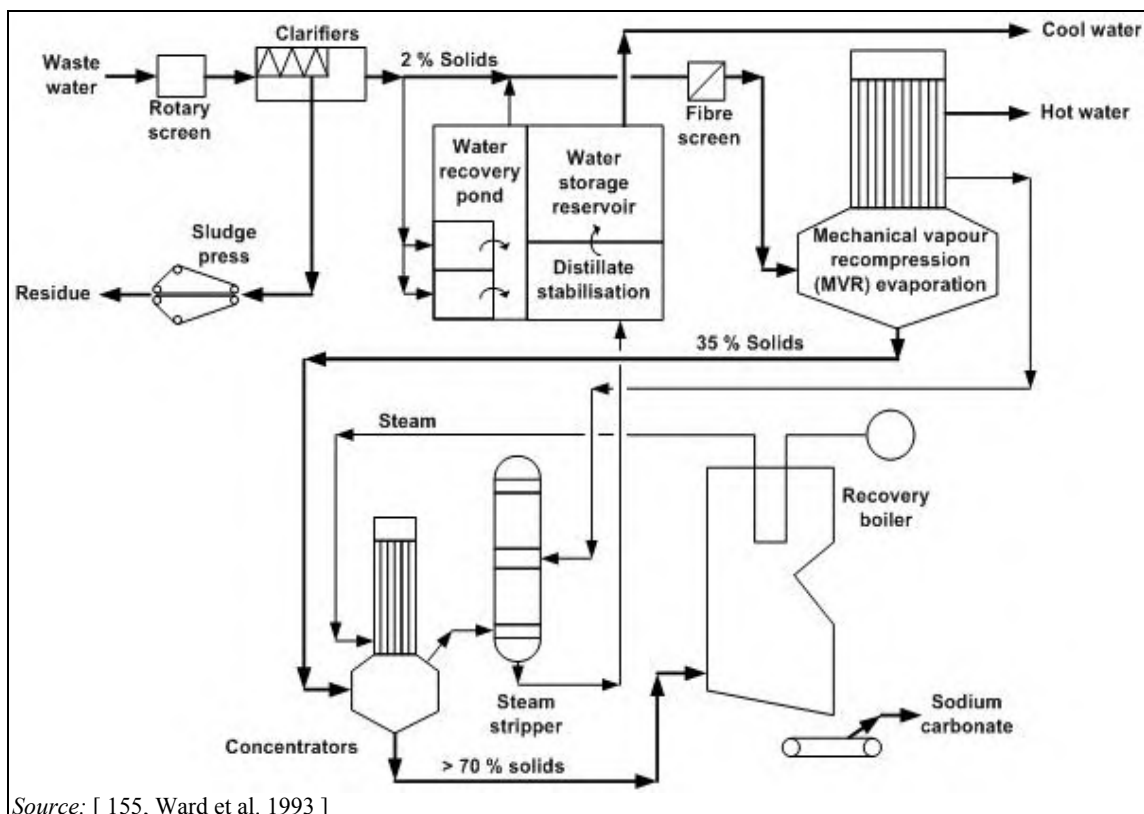 Clarifiers
Cool water
Waste
water
2 % Solids
Rotary
screen
Fibre
screen
Hot water
Water
recovery
pond
Water
storage
reservoir
Sludge
press
Mechanical vapour
recompression
(MVR) evaporation
Distillate
stabilisation
Residue
35 % Solids
Steam
Recovery
boiler
Steam
stripper
Sodium
carbonate
Concentrators
> 70 % solids
Source: [ 155, Ward et al. 1993 ]